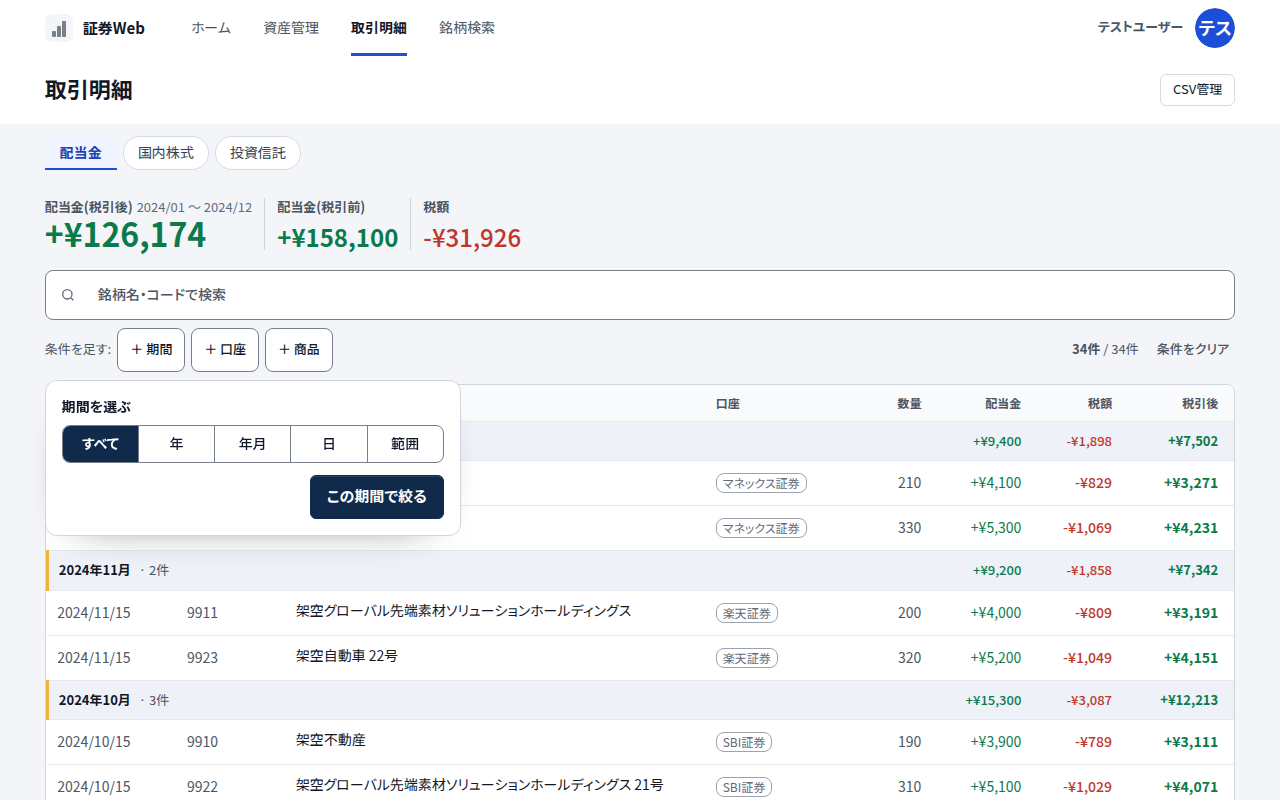 証券Web ホーム 資産管理 取引明細 銘柄検索 テストユーザー テス
取引明細 CSV管理
配当金 国内株式 投資信託
配当金(税引後) 2024/01 〜 2024/12 配当金(税引前) 税額
+¥126,174 +¥158,100 -¥31,926
銘柄名・コードで検索
条件を足す: ＋ 期間 ＋ 口座 ＋ 商品 34件 / 34件 条件をクリア
期間を選ぶ
すべて 年 年月 日 範囲
この期間で絞る
口座 数量 配当金 税額 税引後
+¥9,400 -¥1,898 +¥7,502
マネックス証券 210 +¥4,100 -¥829 +¥3,271
マネックス証券 330 +¥5,300 -¥1,069 +¥4,231
2024年11月 · 2件 +¥9,200 -¥1,858 +¥7,342
2024/11/15 9911 架空グローバル先端素材ソリューションホールディングス 楽天証券 200 +¥4,000 -¥809 +¥3,191
2024/11/15 9923 架空自動車 22号 楽天証券 320 +¥5,200 -¥1,049 +¥4,151
2024年10月 · 3件 +¥15,300 -¥3,087 +¥12,213
2024/10/15 9910 架空不動産 SBI証券 190 +¥3,900 -¥789 +¥3,111
2024/10/15 9922 架空グローバル先端素材ソリューションホールディングス 21号 SBI証券 310 +¥5,100 -¥1,029 +¥4,071